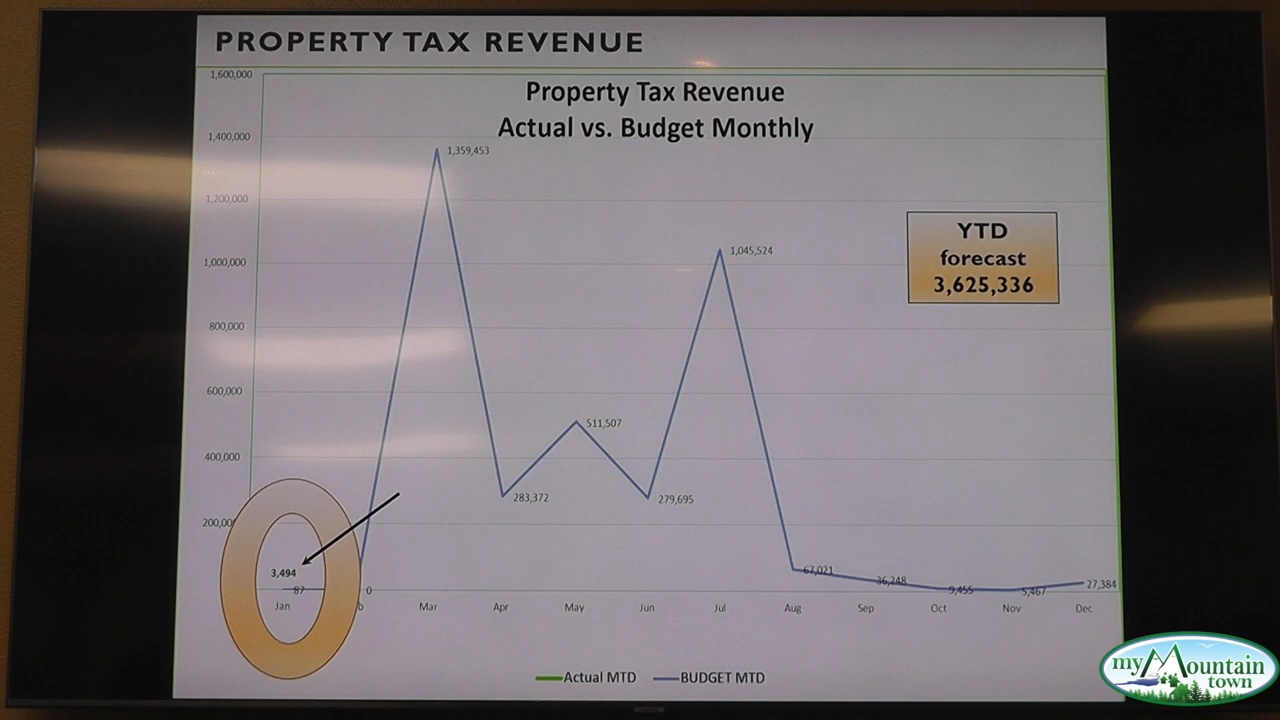 PROPERTY TAX REVENUE
Property Tax Revenue
Actual vs. Budget Monthly
1,600,000
1,400,000
1,200,000
1,000,000
800,000
600,000
400,000
200,00
1,359,453
283,372
511,507
279,695
1,045,524
67,021
36,248
9,455
5,467
27,384
YTD
forecast
3,625,336
3,494
87
0
Jan
b
Mar
Apr
May
Jun
Jul
Aug
Sep
Oct
Nov
Dec
Actual MTD
BUDGET MTD
myMountain
town